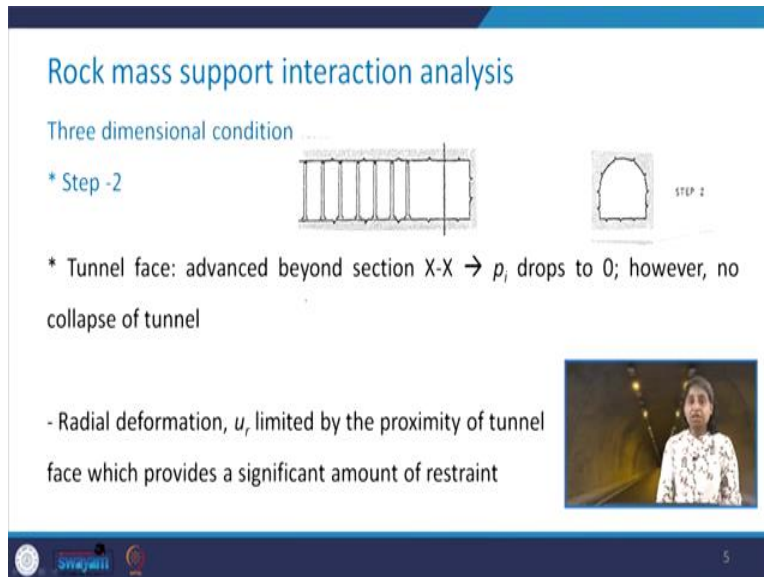 Rock mass support interaction analysis
Three dimensional condition
* Step -2
STEP 2
* Tunnel face: advanced beyond section X-X → pᵢ drops to 0; however, no
collapse of tunnel
- Radial deformation, uᵣ limited by the proximity of tunnel
face which provides a significant amount of restraint
swayam
5